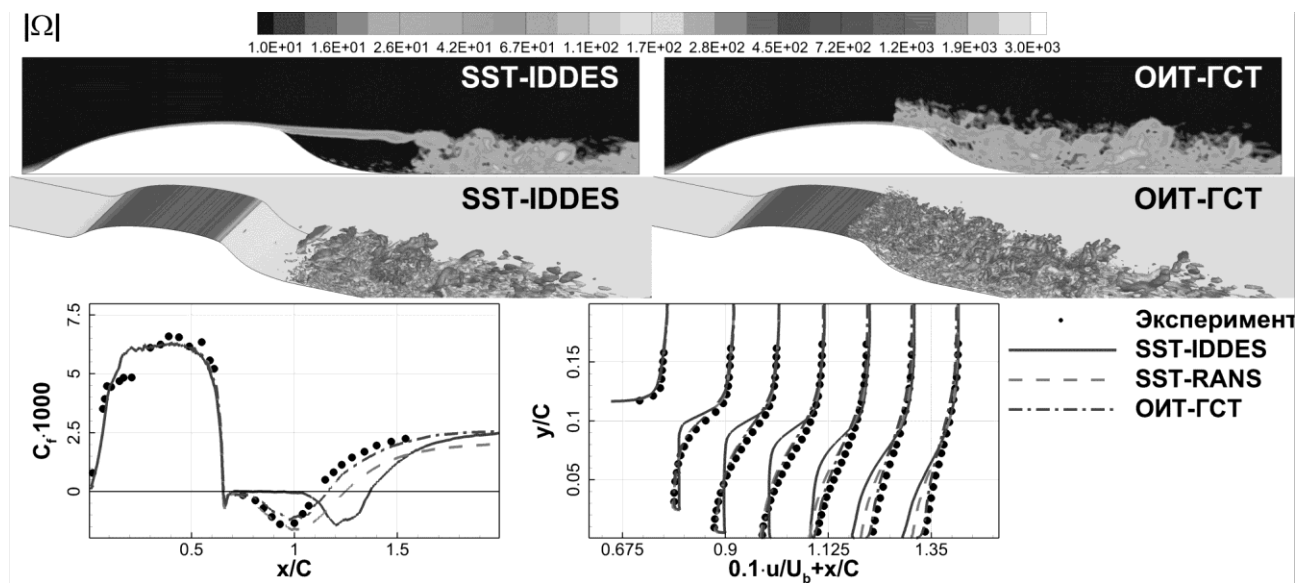 |Ω|
1.0E+01 1.6E+01 2.6E+01 4.2E+01 6.7E+01 1.1E+02 1.7E+02 2.8E+02 4.5E+02 7.2E+02 1.2E+03 1.9E+03 3.0E+03
SST-IDDES
ОИТ-ГСТ
SST-IDDES
ОИТ-ГСТ
7.5
5
2.5
0
C_f·1000
0.5 1 1.5
x/C
0.15
0.1
0.05
y/C
0.675 0.9 1.125 1.35
0.1·u/U_b+x/C
Эксперимент
SST-IDDES
SST-RANS
ОИТ-ГСТ